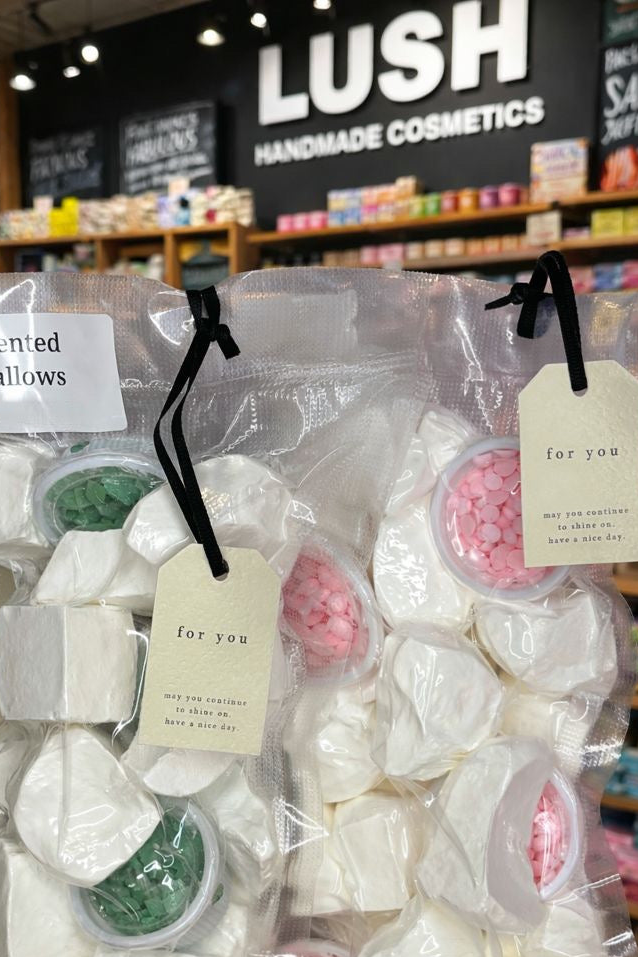 LUSH
HANDMADE COSMETICS
ented
allows
for you
may you continue
to shine on.
have a nice day.
for you
may you continue
to shine on.
have a nice day.